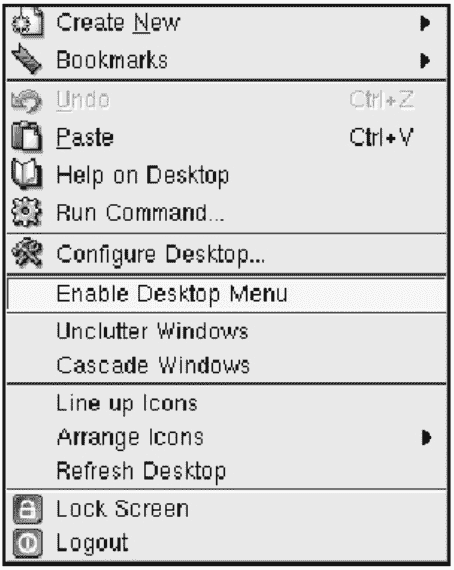 Create New
Bookmarks
Undo Ctrl+Z
Paste Ctrl+V
Help on Desktop
Run Command...
Configure Desktop...
Enable Desktop Menu
Unclutter Windows
Cascade Windows
Line up Icons
Arrange Icons
Refresh Desktop
Lock Screen
Logout